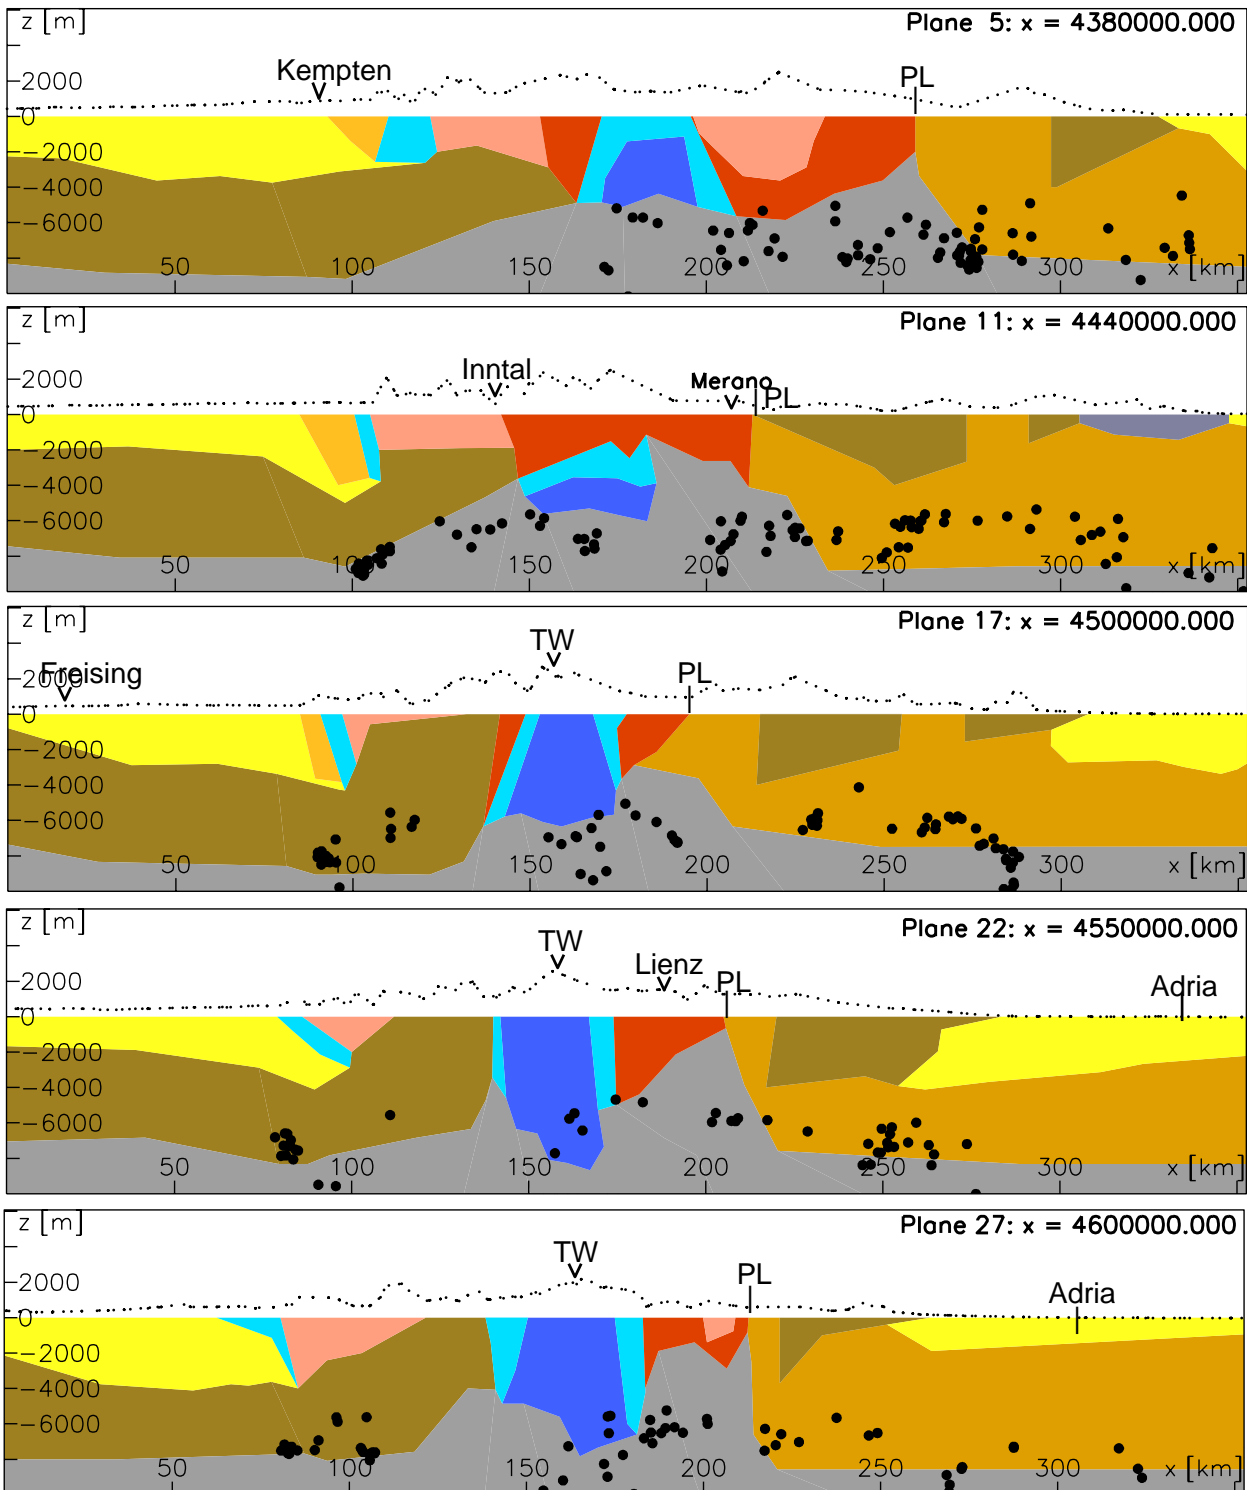 z [m]
Plane 5: x = 4380000.000
Kempten
PL
2000
0
-2000
-4000
-6000
50 100 150 200 250 300 x [km]
z [m]
Plane 11: x = 4440000.000
Inntal
Merano
PL
2000
0
-2000
-4000
-6000
50 100 150 200 250 300 x [km]
z [m]
Plane 17: x = 4500000.000
TW
Freising
PL
2000
0
-2000
-4000
-6000
50 100 150 200 250 300 x [km]
z [m]
Plane 22: x = 4550000.000
TW
Lienz
PL
Adria
2000
0
-2000
-4000
-6000
50 100 150 200 250 300 x [km]
z [m]
Plane 27: x = 4600000.000
TW
PL
Adria
2000
0
-2000
-4000
-6000
50 100 150 200 250 300 x [km]